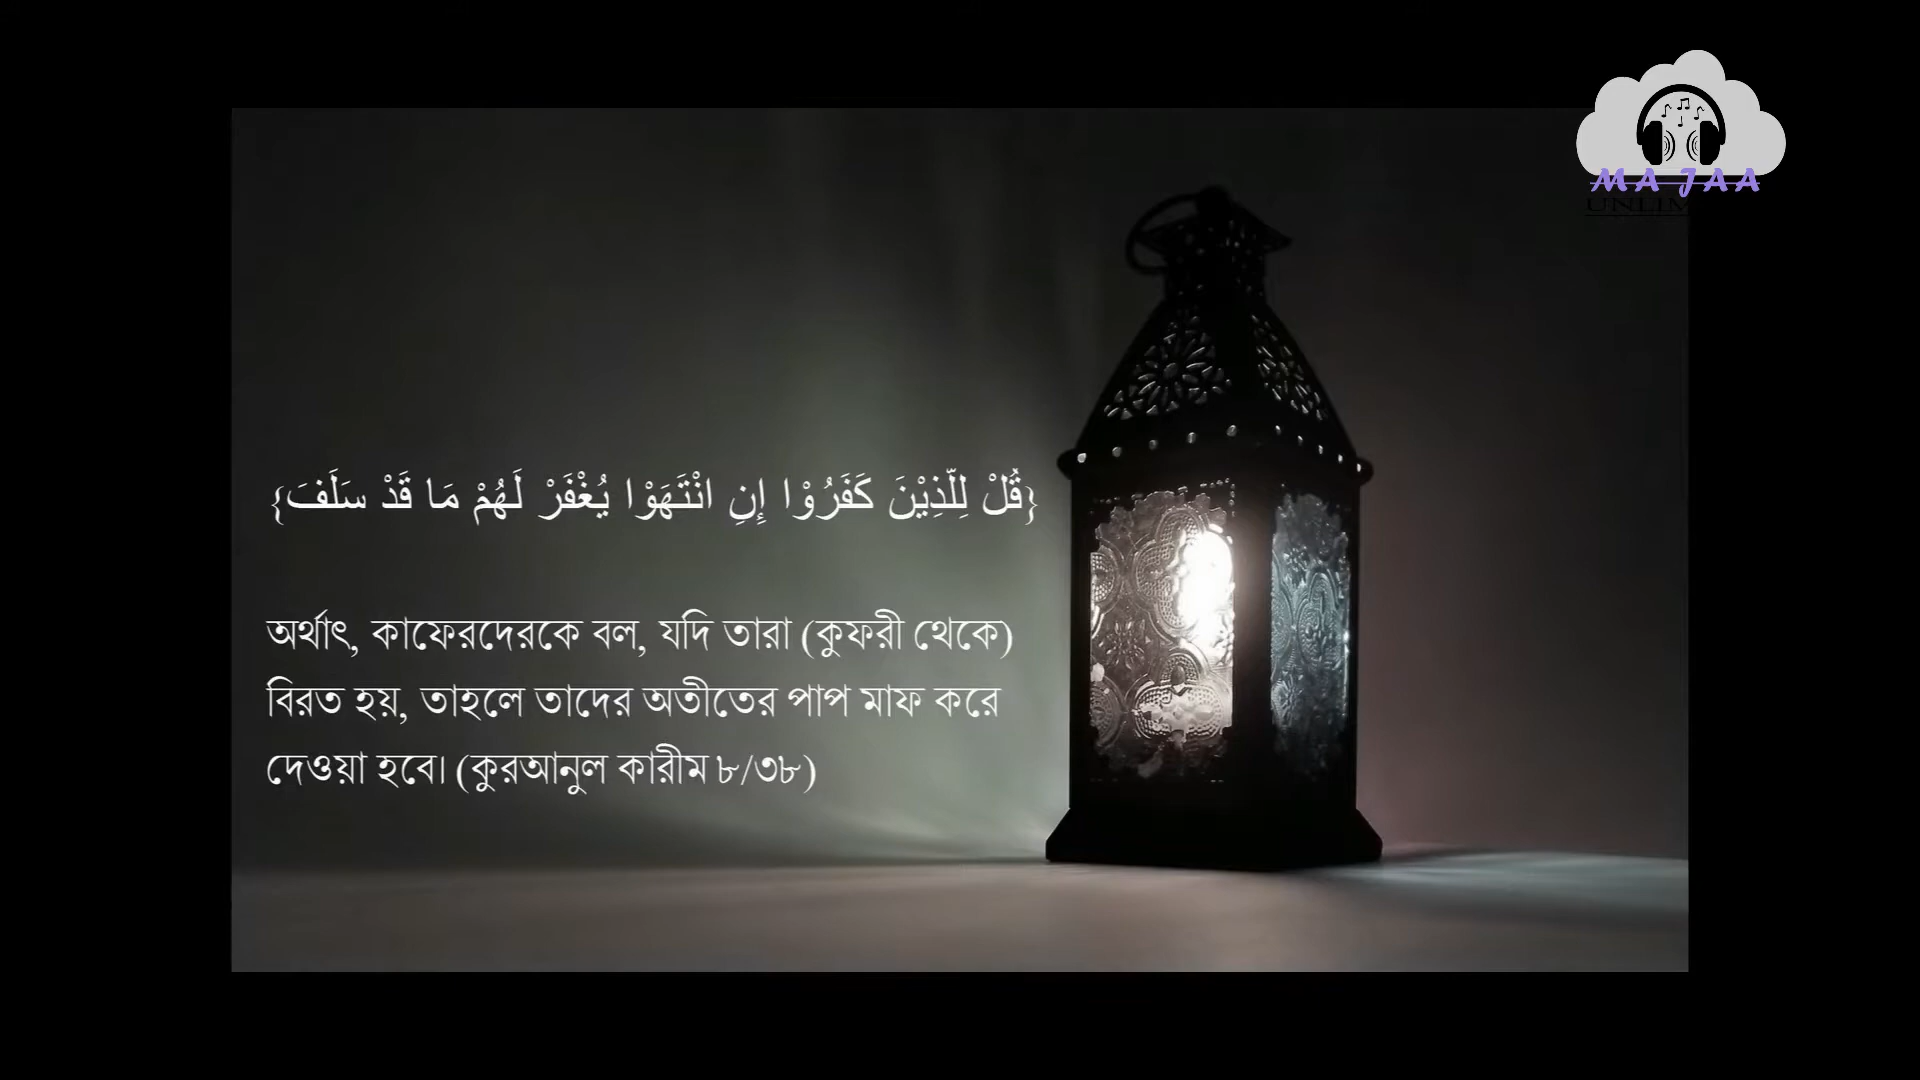 MA JAA
{قُلْ لِلَّذِيْنَ كَفَرُوْا إِنِ انْتَهَوْا يُغْفَرْ لَهُمْ مَا قَدْ سَلَفَ}
অর্থাৎ, কাফেরদেরকে বল, যদি তারা (কুফরী থেকে)
বিরত হয়, তাহলে তাদের অতীতের পাপ মাফ করে
দেওয়া হবে। (কুরআনুল কারীম ৮/৩৮)